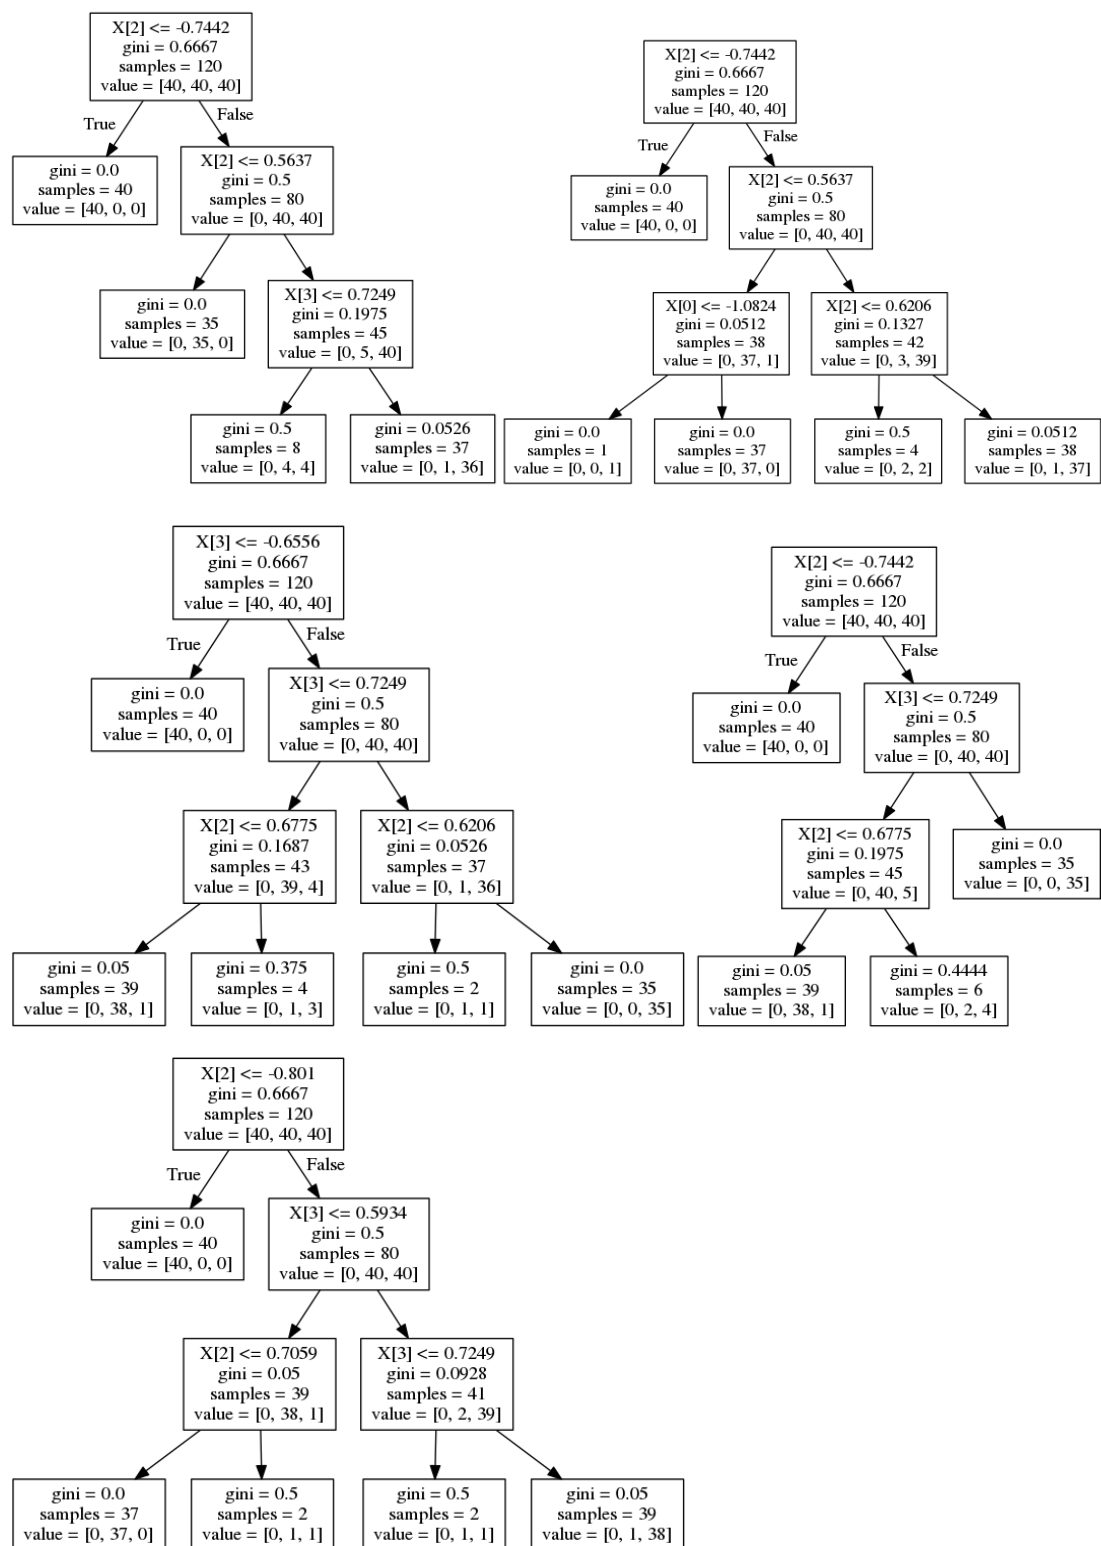 X[2] <= -0.7442
gini = 0.6667
samples = 120
value = [40, 40, 40]
True
False
gini = 0.0
samples = 40
value = [40, 0, 0]
X[2] <= 0.5637
gini = 0.5
samples = 80
value = [0, 40, 40]
gini = 0.0
samples = 35
value = [0, 35, 0]
X[3] <= 0.7249
gini = 0.1975
samples = 45
value = [0, 5, 40]
gini = 0.5
samples = 8
value = [0, 4, 4]
gini = 0.0526
samples = 37
value = [0, 1, 36]
X[2] <= -0.7442
gini = 0.6667
samples = 120
value = [40, 40, 40]
True
False
gini = 0.0
samples = 40
value = [40, 0, 0]
X[2] <= 0.5637
gini = 0.5
samples = 80
value = [0, 40, 40]
X[0] <= -1.0824
gini = 0.0512
samples = 38
value = [0, 37, 1]
X[2] <= 0.6206
gini = 0.1327
samples = 42
value = [0, 3, 39]
gini = 0.0
samples = 1
value = [0, 0, 1]
gini = 0.0
samples = 37
value = [0, 37, 0]
gini = 0.5
samples = 4
value = [0, 2, 2]
gini = 0.0512
samples = 38
value = [0, 1, 37]
X[3] <= -0.6556
gini = 0.6667
samples = 120
value = [40, 40, 40]
True
False
gini = 0.0
samples = 40
value = [40, 0, 0]
X[3] <= 0.7249
gini = 0.5
samples = 80
value = [0, 40, 40]
X[2] <= 0.6775
gini = 0.1687
samples = 43
value = [0, 39, 4]
X[2] <= 0.6206
gini = 0.0526
samples = 37
value = [0, 1, 36]
gini = 0.05
samples = 39
value = [0, 38, 1]
gini = 0.375
samples = 4
value = [0, 1, 3]
gini = 0.5
samples = 2
value = [0, 1, 1]
gini = 0.0
samples = 35
value = [0, 0, 35]
X[2] <= -0.7442
gini = 0.6667
samples = 120
value = [40, 40, 40]
True
False
gini = 0.0
samples = 40
value = [40, 0, 0]
X[3] <= 0.7249
gini = 0.5
samples = 80
value = [0, 40, 40]
X[2] <= 0.6775
gini = 0.1975
samples = 45
value = [0, 40, 5]
gini = 0.0
samples = 35
value = [0, 0, 35]
gini = 0.05
samples = 39
value = [0, 38, 1]
gini = 0.4444
samples = 6
value = [0, 2, 4]
X[2] <= -0.801
gini = 0.6667
samples = 120
value = [40, 40, 40]
True
False
gini = 0.0
samples = 40
value = [40, 0, 0]
X[3] <= 0.5934
gini = 0.5
samples = 80
value = [0, 40, 40]
X[2] <= 0.7059
gini = 0.05
samples = 39
value = [0, 38, 1]
X[3] <= 0.7249
gini = 0.0928
samples = 41
value = [0, 2, 39]
gini = 0.0
samples = 37
value = [0, 37, 0]
gini = 0.5
samples = 2
value = [0, 1, 1]
gini = 0.5
samples = 2
value = [0, 1, 1]
gini = 0.05
samples = 39
value = [0, 1, 38]